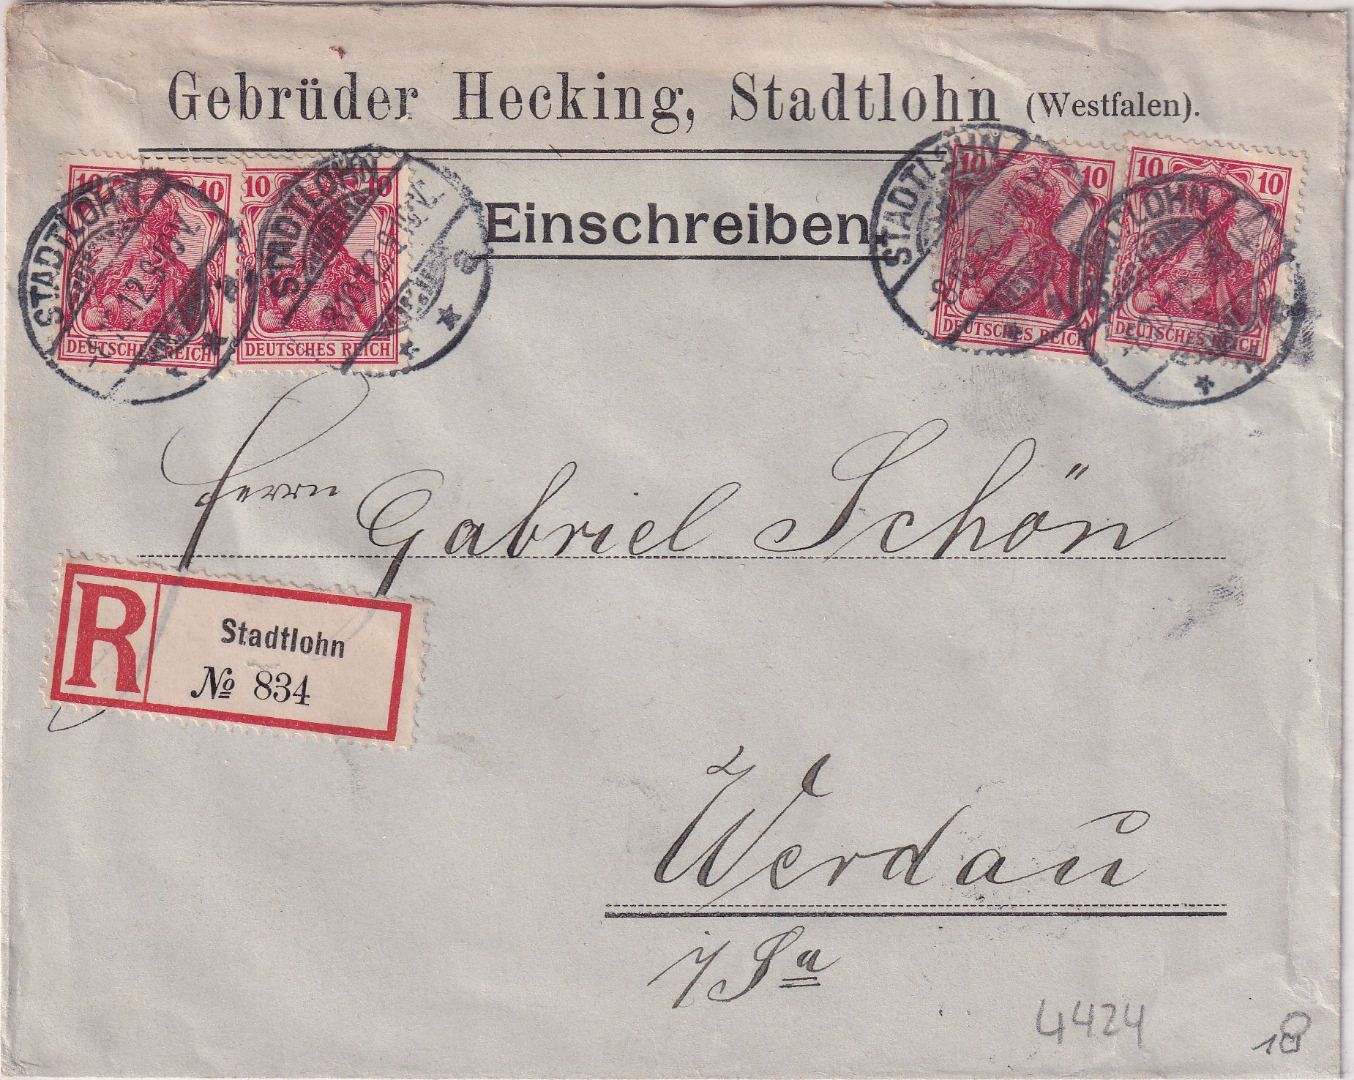 Gebrüder Hecking, Stadtlohn (Westfalen).
Einschreiben
10 10 10 10
DEUTSCHES REICH DEUTSCHES REICH
STADTLOHN STADTLOHN
10 10 10 10
DEUTSCHES REICH DEUTSCHES REICH
STADTLOHN STADTLOHN
Herrn Gabriel Schön
R Stadtlohn
№ 834
Werdau
i/Sa
4424
18